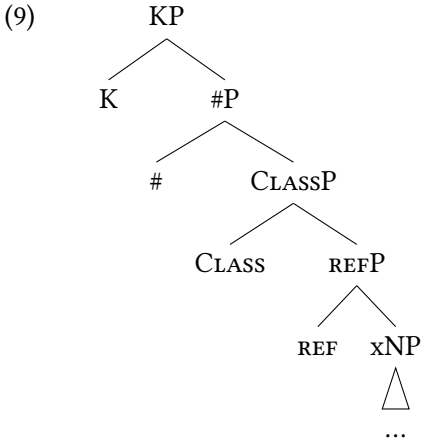 (9) KP
K #P
# CLASSP
CLASS REFP
REF xNP
...